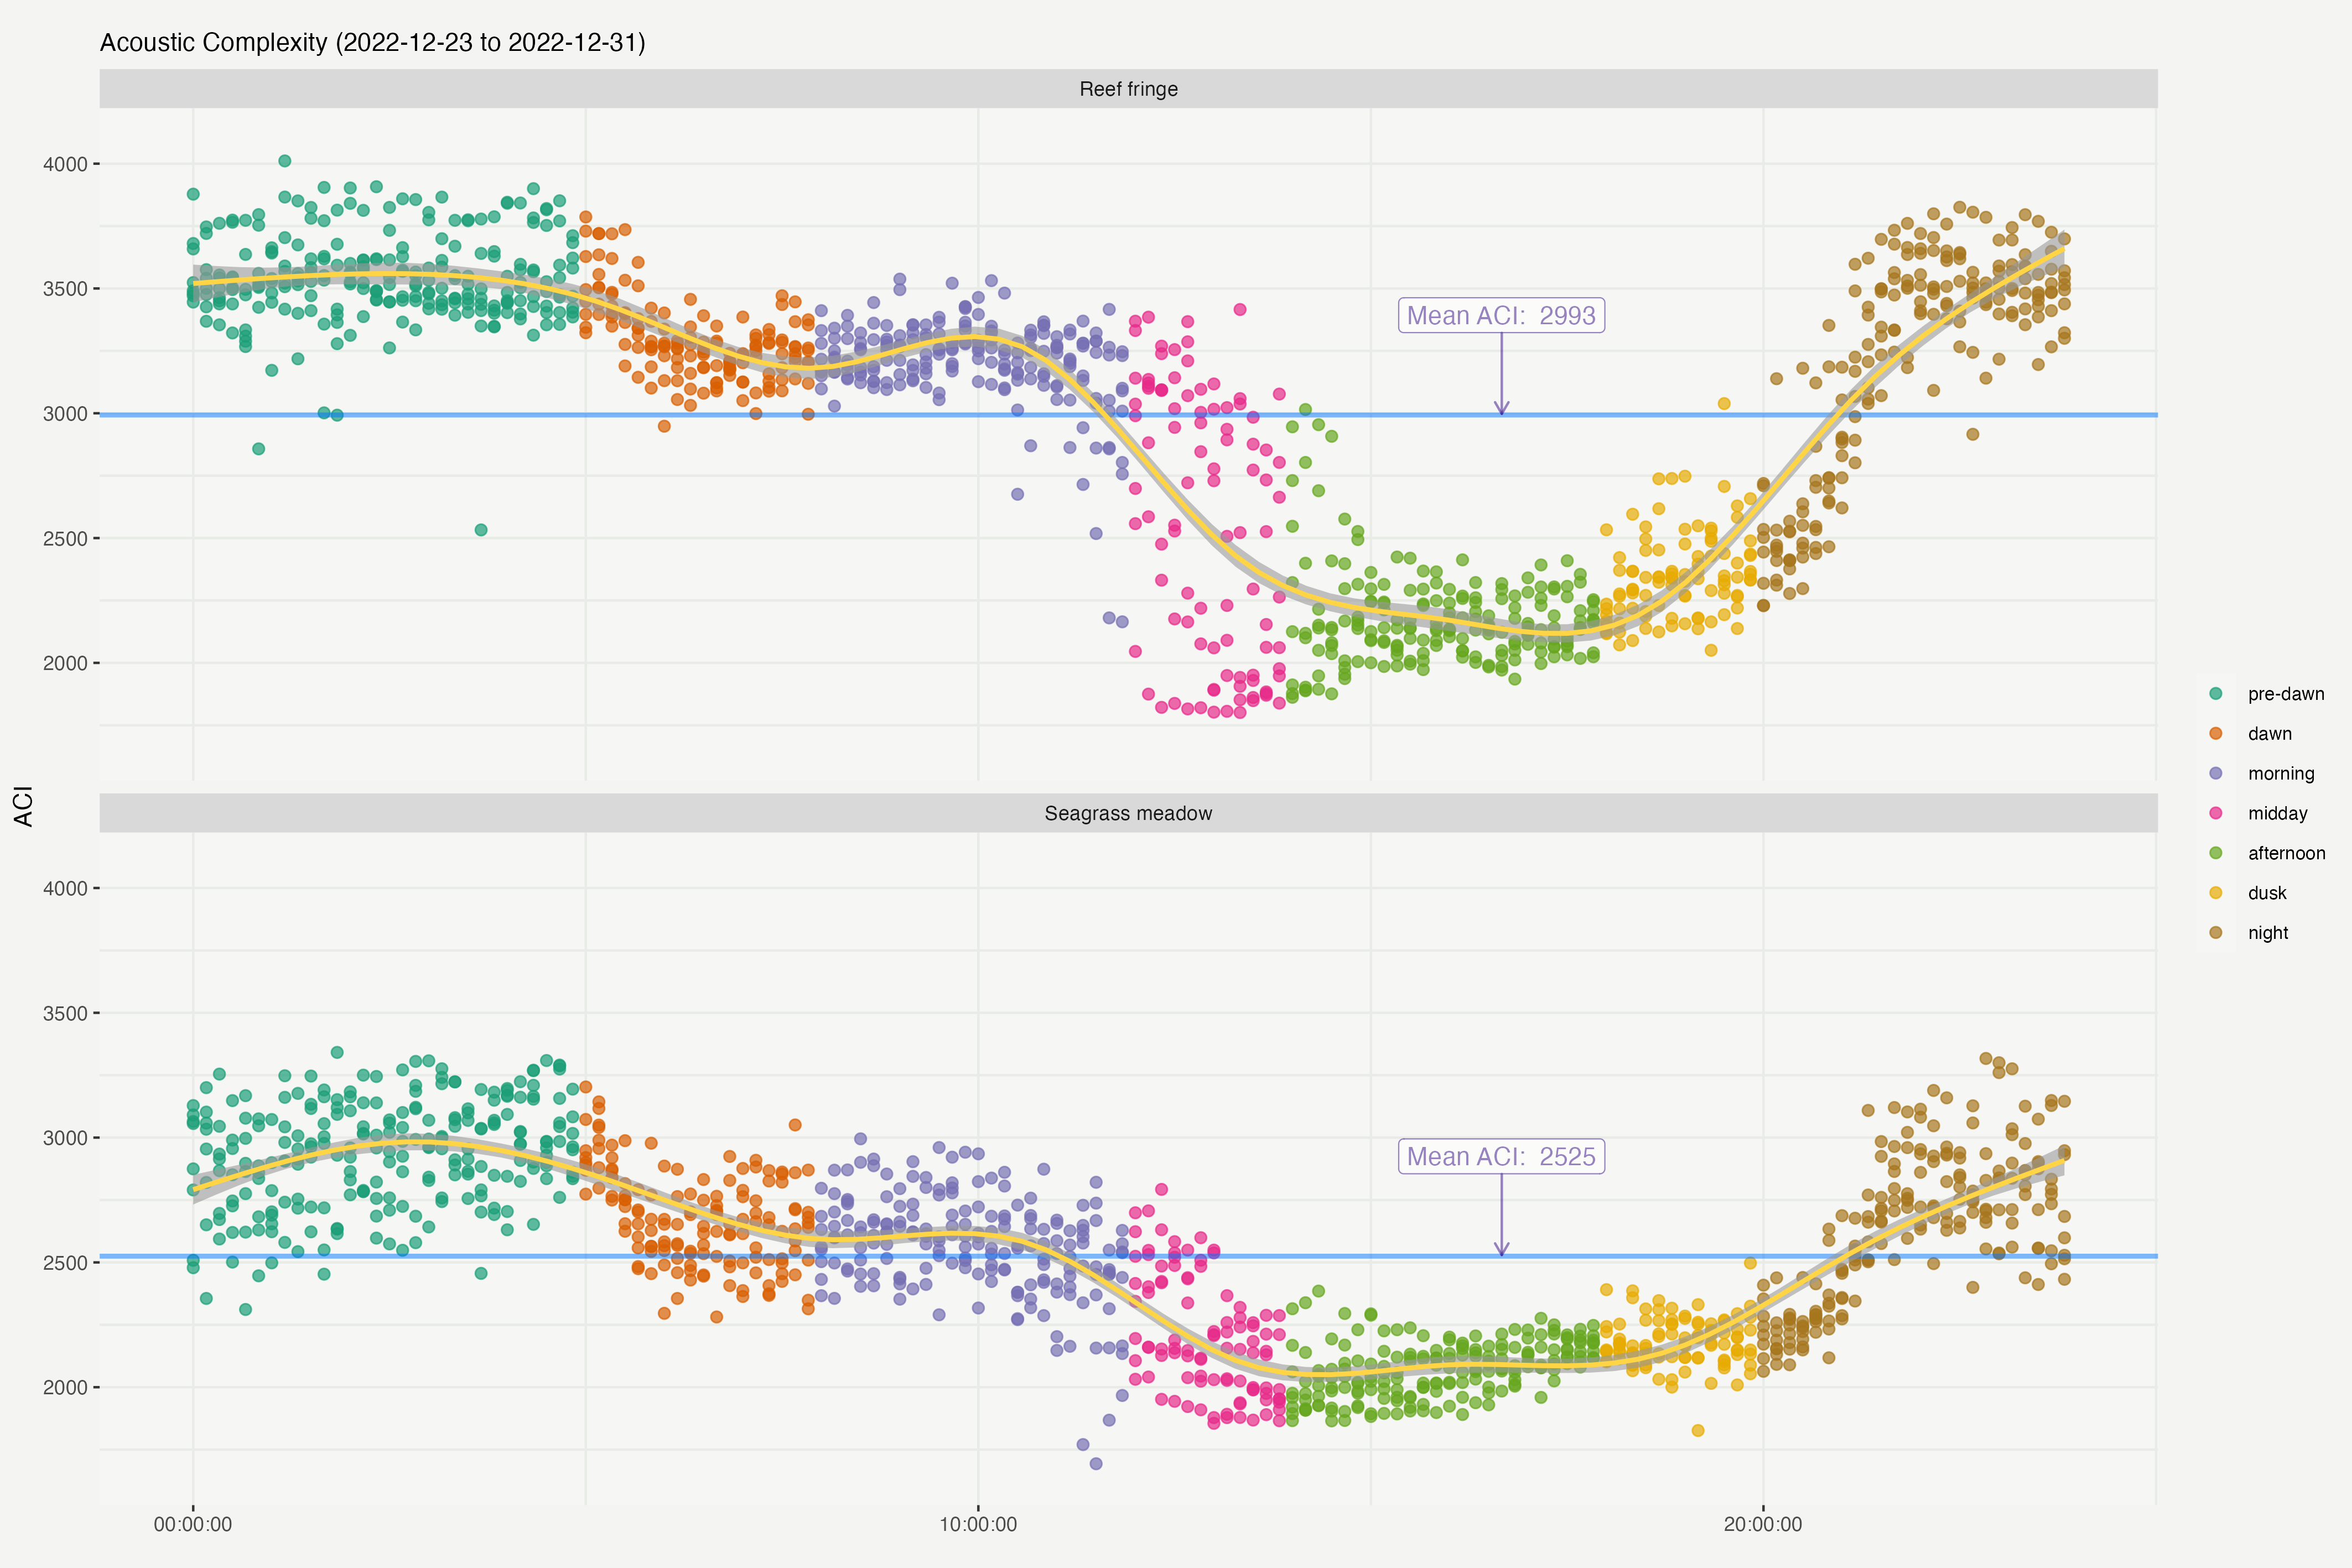 Acoustic Complexity (2022-12-23 to 2022-12-31)
Reef fringe
4000
3500
3000
2500
2000
Mean ACI: 2993
ACI
Seagrass meadow
4000
3500
3000
2500
2000
Mean ACI: 2525
00:00:00
10:00:00
20:00:00
pre-dawn
dawn
morning
midday
afternoon
dusk
night